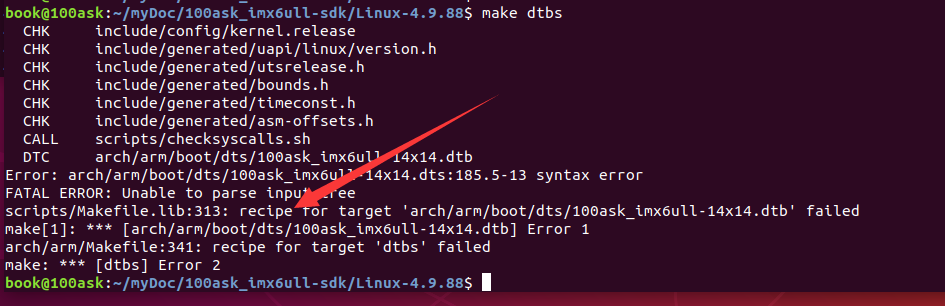 book@100ask:~/myDoc/100ask_imx6ull-sdk/Linux-4.9.88$ make dtbs
CHK include/config/kernel.release
CHK include/generated/uapi/linux/version.h
CHK include/generated/utsrelease.h
CHK include/generated/bounds.h
CHK include/generated/timeconst.h
CHK include/generated/asm-offsets.h
CALL scripts/checksyscalls.sh
DTC arch/arm/boot/dts/100ask_imx6ull-14x14.dtb
Error: arch/arm/boot/dts/100ask_imx6ull-14x14.dts:185.5-13 syntax error
FATAL ERROR: Unable to parse input tree
scripts/Makefile.lib:313: recipe for target 'arch/arm/boot/dts/100ask_imx6ull-14x14.dtb' failed
make[1]: *** [arch/arm/boot/dts/100ask_imx6ull-14x14.dtb] Error 1
arch/arm/Makefile:341: recipe for target 'dtbs' failed
make: *** [dtbs] Error 2
book@100ask:~/myDoc/100ask_imx6ull-sdk/Linux-4.9.88$